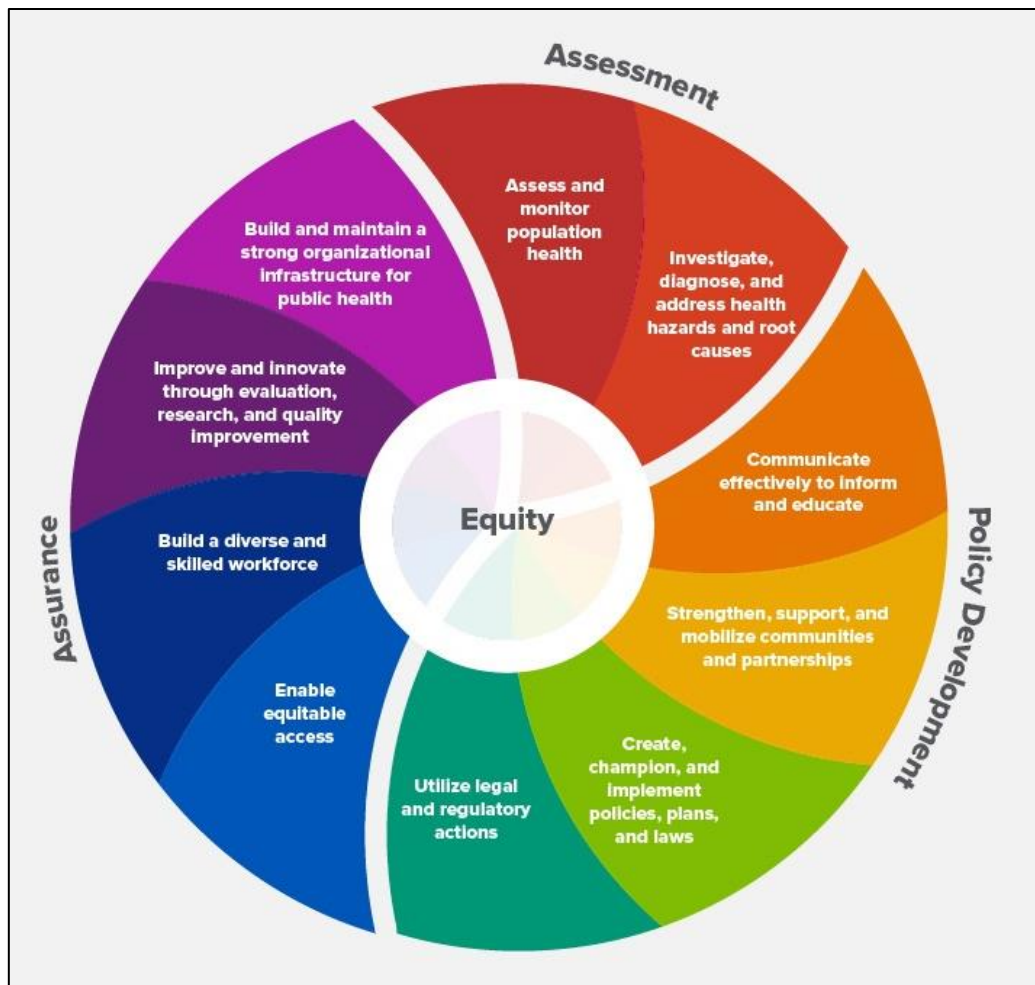 Assessment
Assess and
monitor
population
health
Investigate,
diagnose, and
address health
hazards and root
causes
Policy Development
Communicate
effectively to inform
and educate
Strengthen, support, and
mobilize communities
and partnerships
Create,
champion, and
implement
policies, plans,
and laws
Utilize legal
and regulatory
actions
Assurance
Enable
equitable
access
Build a diverse and
skilled workforce
Improve and innovate
through evaluation,
research, and quality
improvement
Build and maintain a
strong organizational
infrastructure for
public health
Equity